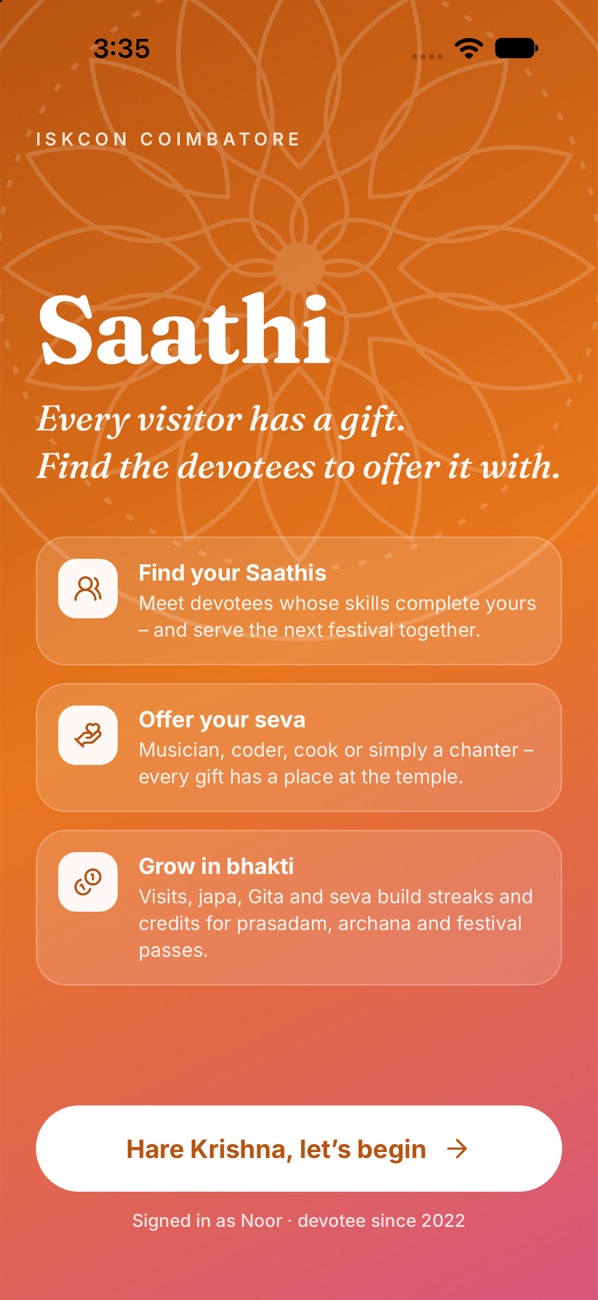 3:35
ISKCON COIMBATORE
Saathi
Every visitor has a gift.
Find the devotees to offer it with.
Find your Saathis
Meet devotees whose skills complete yours
– and serve the next festival together.
Offer your seva
Musician, coder, cook or simply a chanter –
every gift has a place at the temple.
Grow in bhakti
Visits, japa, Gita and seva build streaks and
credits for prasadam, archana and festival
passes.
Hare Krishna, let’s begin →
Signed in as Noor · devotee since 2022